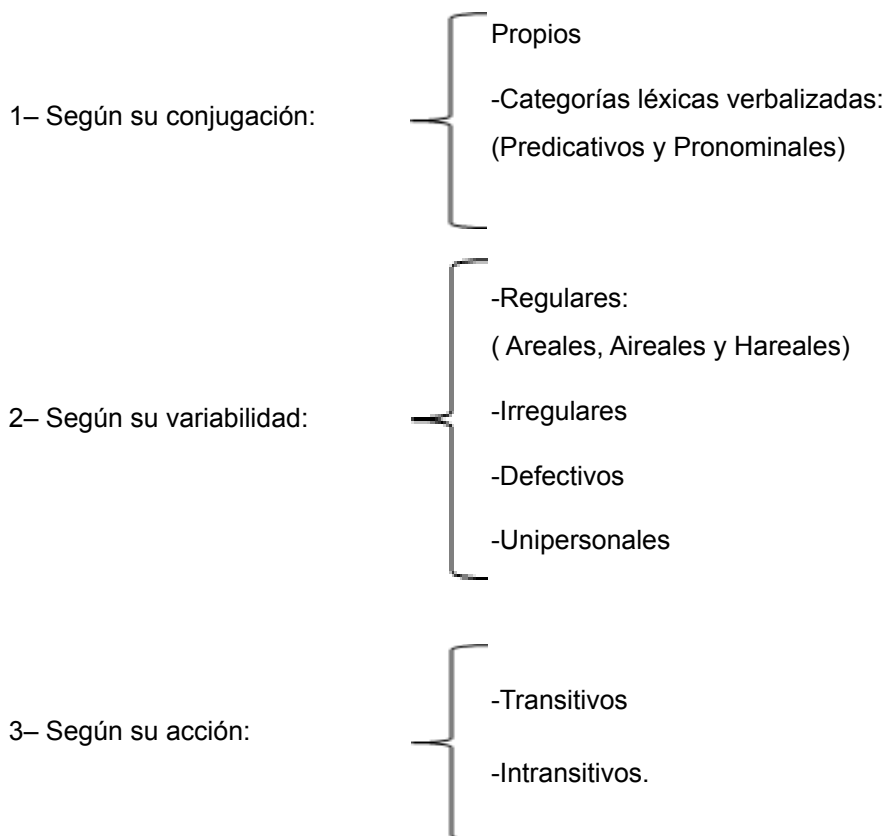 Propios
1– Según su conjugación:
-Categorías léxicas verbalizadas:
(Predicativos y Pronominales)
-Regulares:
( Areales, Aireales y Hareales)
2– Según su variabilidad:
-Irregulares
-Defectivos
-Unipersonales
3– Según su acción:
-Transitivos
-Intransitivos.